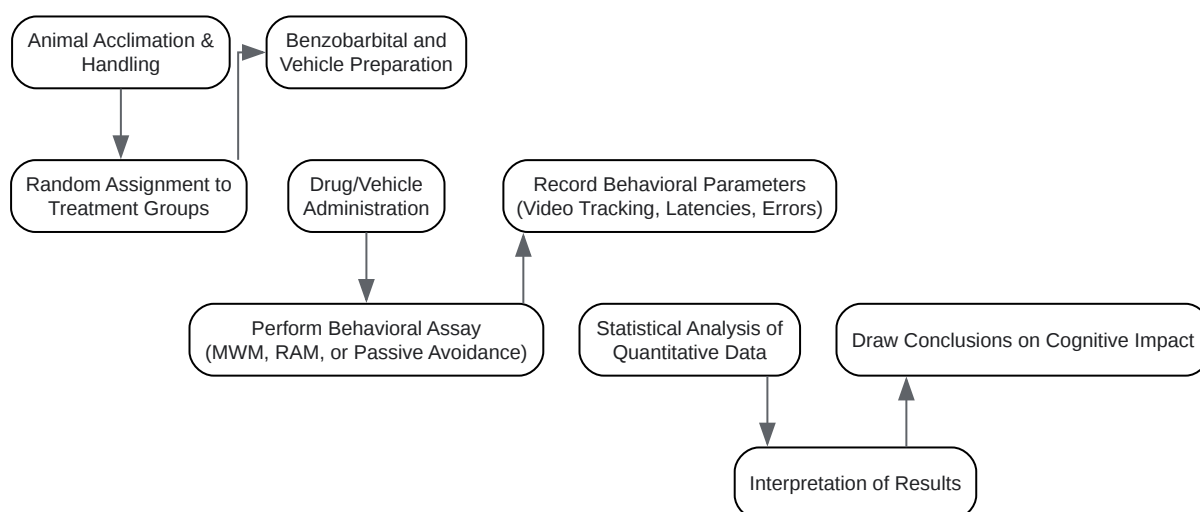 Animal Acclimation &
Handling
Benzobarbital and
Vehicle Preparation
Random Assignment to
Treatment Groups
Drug/Vehicle
Administration
Record Behavioral Parameters
(Video Tracking, Latencies, Errors)
Perform Behavioral Assay
(MWM, RAM, or Passive Avoidance)
Statistical Analysis of
Quantitative Data
Draw Conclusions on Cognitive Impact
Interpretation of Results